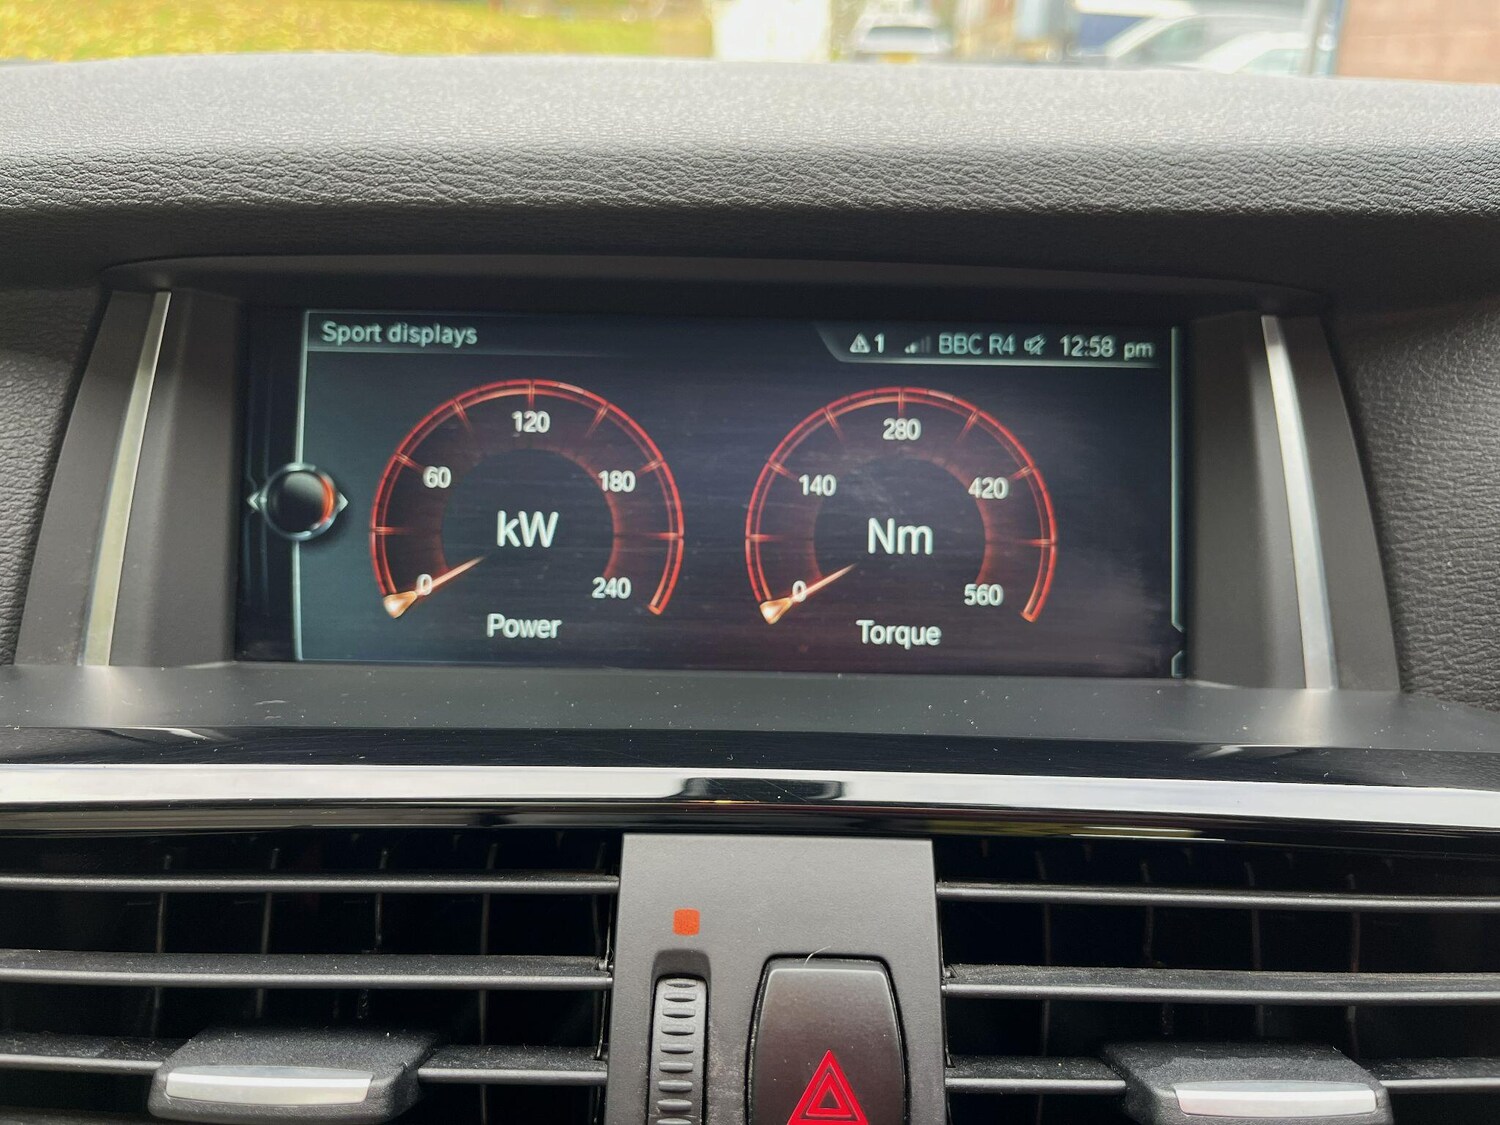 Sport displays
1 BBC R4 12:58 pm
120
60 180
kW
0 240
Power
280
140 420
Nm
0 560
Torque